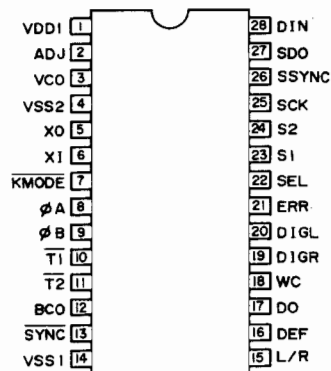 VDD1 1 28 DIN
ADJ 2 27 SDO
VCO 3 26 SSYNC
VSS2 4 25 SCK
XO 5 24 S2
XI 6 23 S1
KMODE 7 22 SEL
φA 8 21 ERR
φB 9 20 DIGL
T1 10 19 DIGR
T2 11 18 WC
BCO 12 17 DO
SYNC 13 16 DEF
VSS1 14 15 L/R